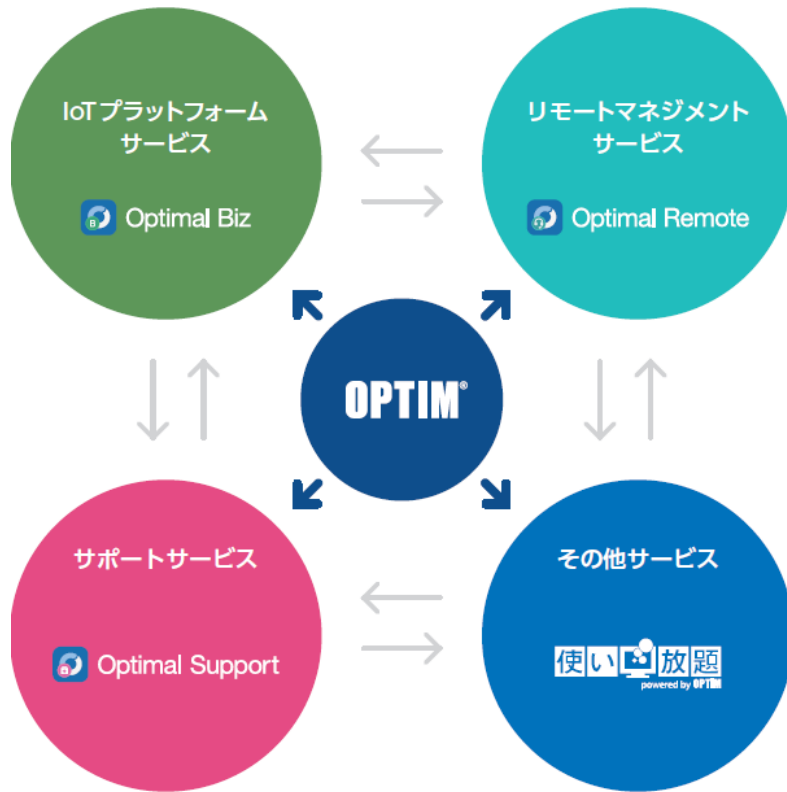 IoTプラットフォーム
サービス
Optimal Biz
リモートマネジメント
サービス
Optimal Remote
OPTIM®
サポートサービス
Optimal Support
その他サービス
使い放題
powered by OPTiM